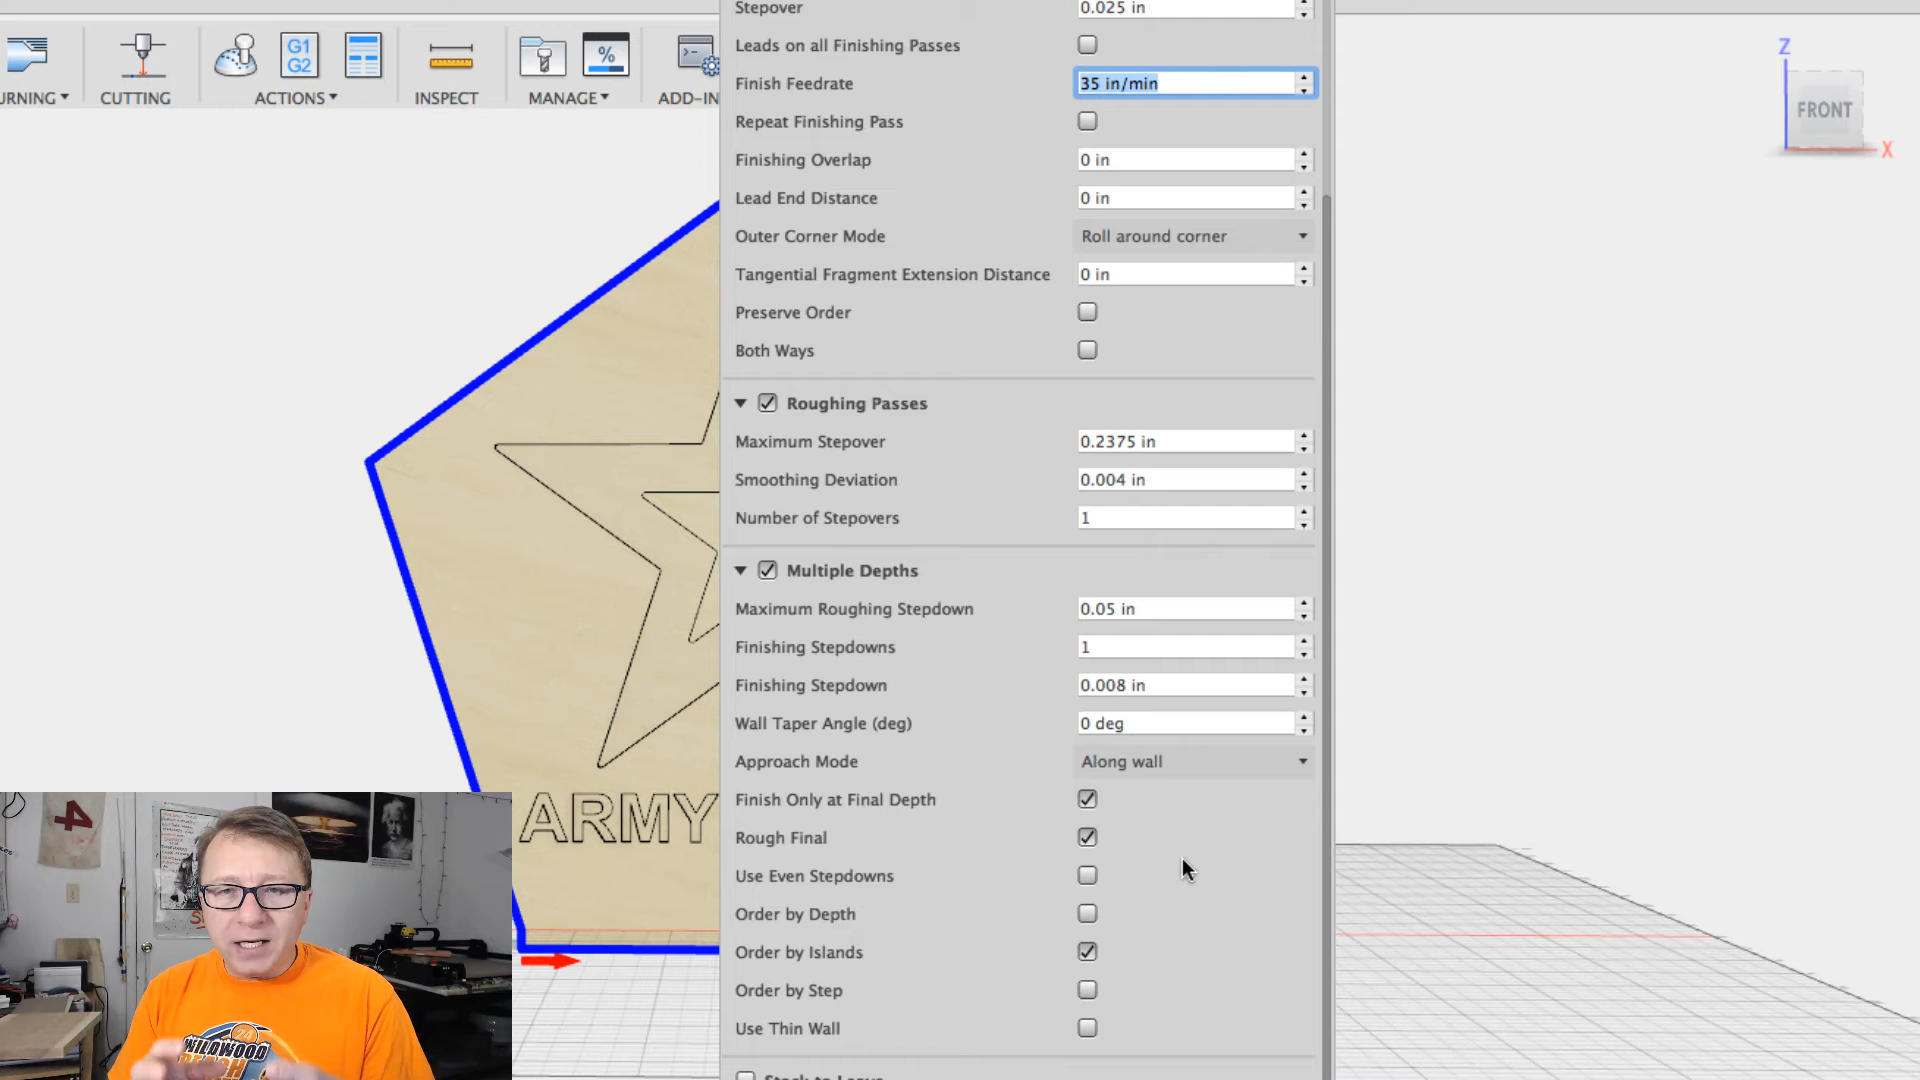 Stepover 0.025 in
Leads on all Finishing Passes
Finish Feedrate 35 in/min
Repeat Finishing Pass
Finishing Overlap 0 in
Lead End Distance 0 in
Outer Corner Mode Roll around corner
Tangential Fragment Extension Distance 0 in
Preserve Order
Both Ways
Roughing Passes
Maximum Stepover 0.2375 in
Smoothing Deviation 0.004 in
Number of Stepovers 1
Multiple Depths
Maximum Roughing Stepdown 0.05 in
Finishing Stepdowns 1
Finishing Stepdown 0.008 in
Wall Taper Angle (deg) 0 deg
Approach Mode Along wall
Finish Only at Final Depth
Rough Final
Use Even Stepdowns
Order by Depth
Order by Islands
Order by Step
Use Thin Wall
G1
G2
%
URNING CUTTING ACTIONS INSPECT MANAGE ADD-IN
Z
FRONT
X
ARMY
4
24
WILDWOOD
BEACH